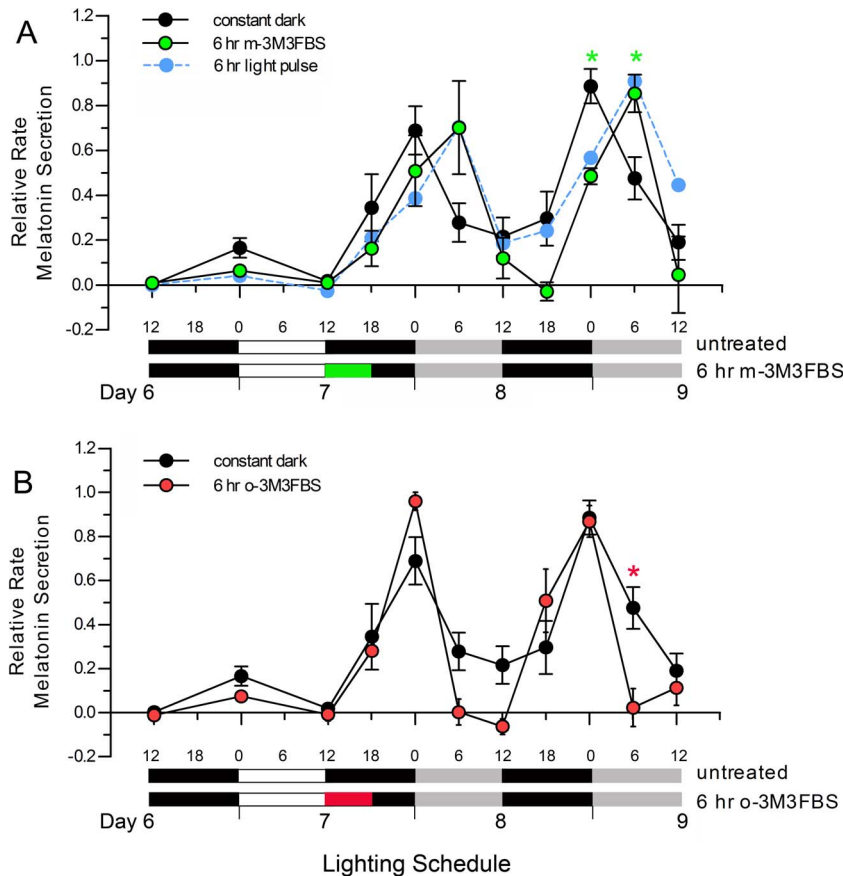 A
constant dark
6 hr m-3M3FBS
6 hr light pulse
* *
Relative Rate
Melatonin Secretion
1.2
1.0
0.8
0.6
0.4
0.2
0.0
-0.2
12 18 0 6 12 18 0 6 12 18 0 6 12
untreated
6 hr m-3M3FBS
Day 6 7 8 9
B
constant dark
6 hr o-3M3FBS
*
Relative Rate
Melatonin Secretion
1.2
1.0
0.8
0.6
0.4
0.2
0.0
-0.2
12 18 0 6 12 18 0 6 12 18 0 6 12
untreated
6 hr o-3M3FBS
Day 6 7 8 9
Lighting Schedule